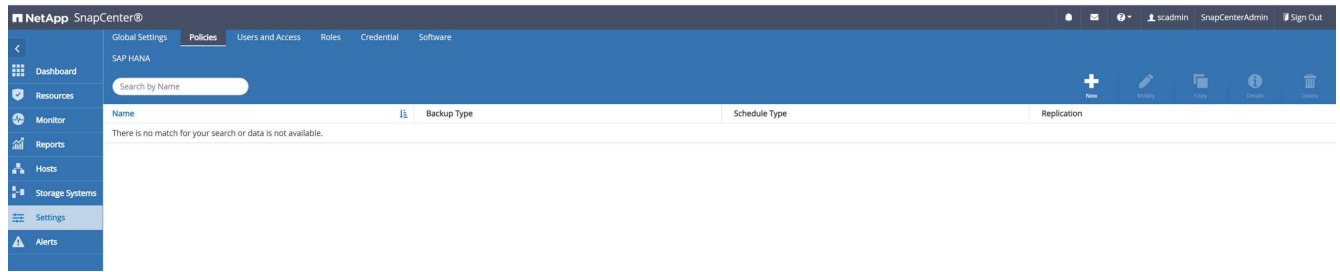 NetApp SnapCenter®
scadmin SnapCenterAdmin Sign Out
Global Settings Policies Users and Access Roles Credential Software
SAP HANA
Dashboard
Search by Name
Resources
New Modify Copy Details Delete
Monitor
Name Backup Type Schedule Type Replication
There is no match for your search or data is not available.
Reports
Hosts
Storage Systems
Settings
Alerts